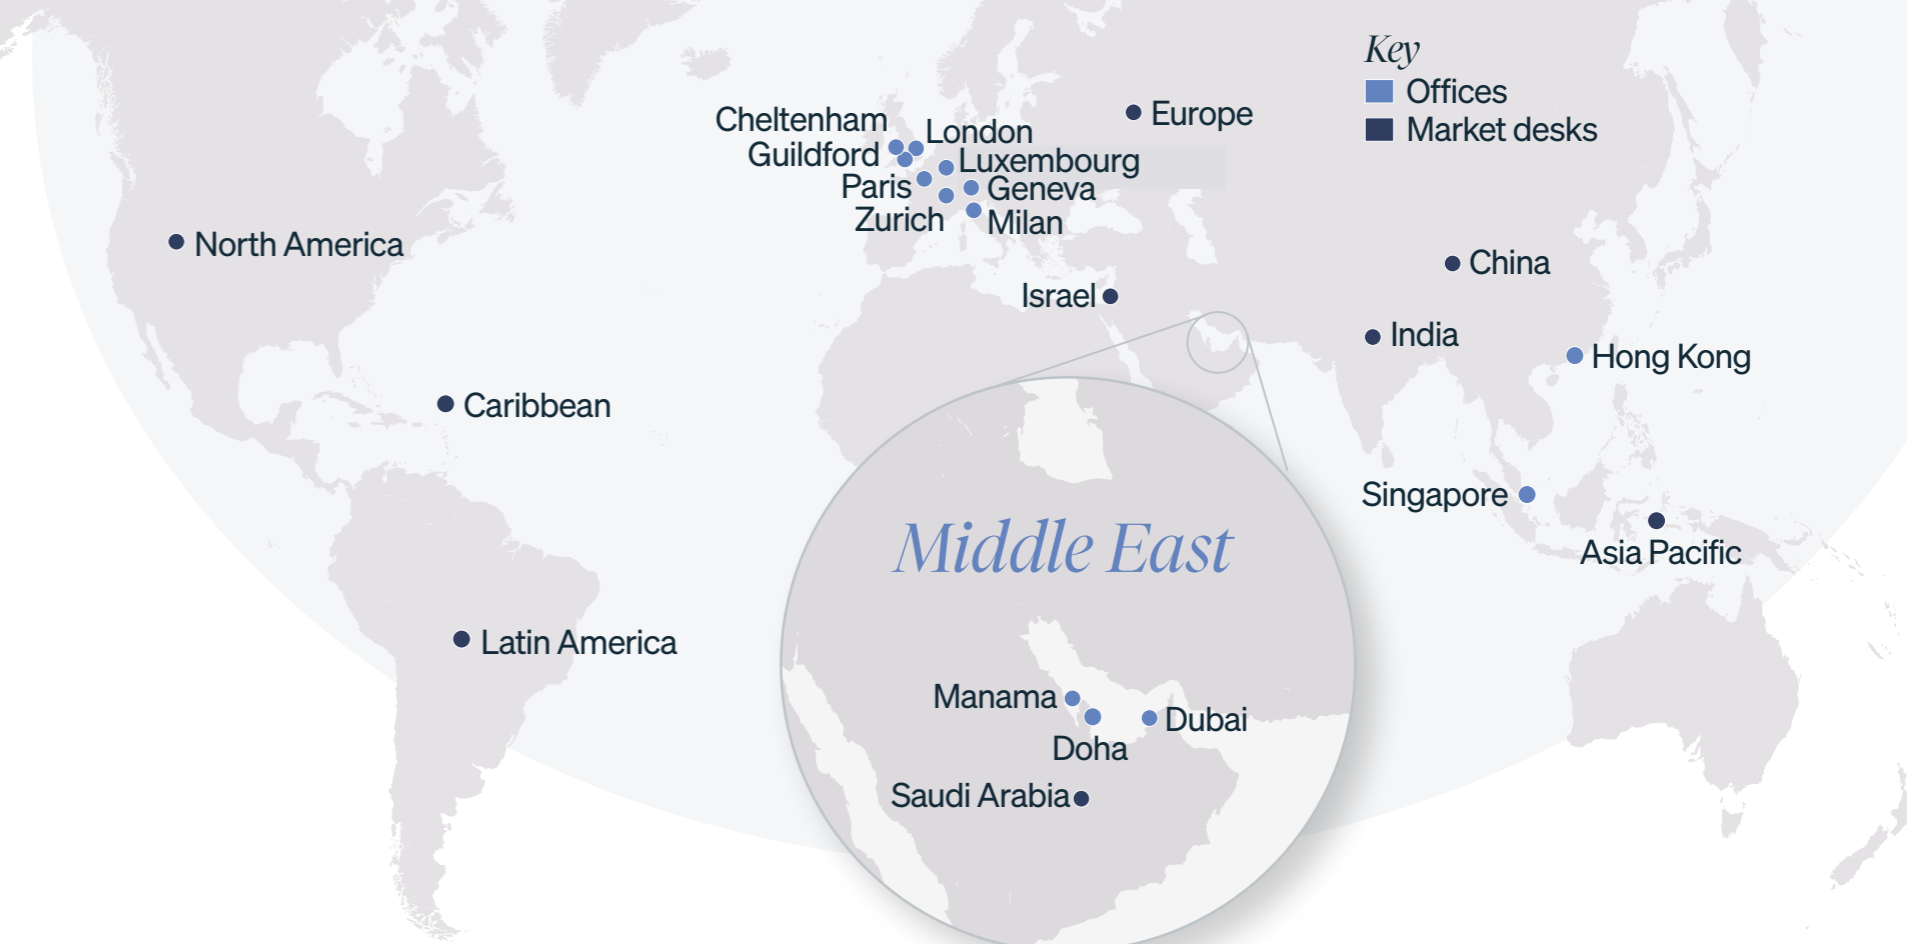 Key
Offices
Market desks
Cheltenham
London
Guildford
Luxembourg
Paris
Geneva
Zurich
Milan
Europe
North America
Israel
China
India
Hong Kong
Caribbean
Singapore
Asia Pacific
Latin America
Middle East
Manama
Dubai
Doha
Saudi Arabia